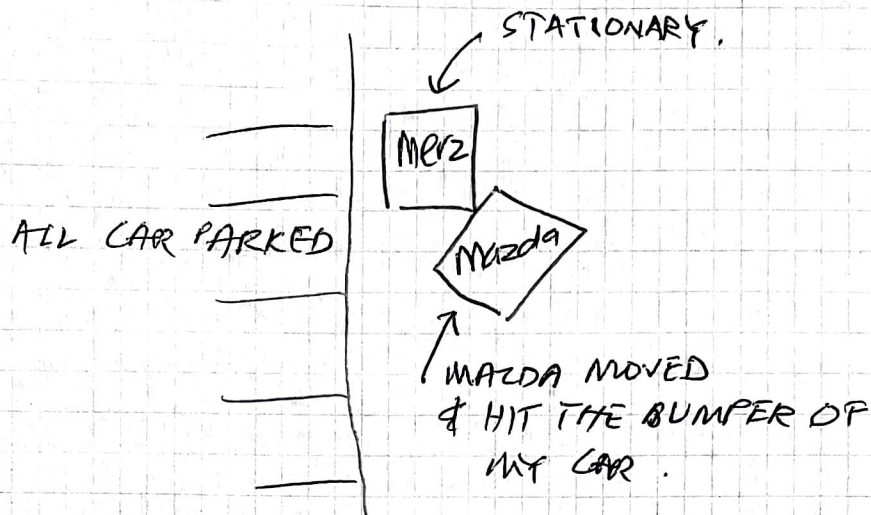 STATIONARY.
Merz
ALL CAR PARKED
Mazda
MAZDA MOVED
& HIT THE BUMPER OF
MY CAR.